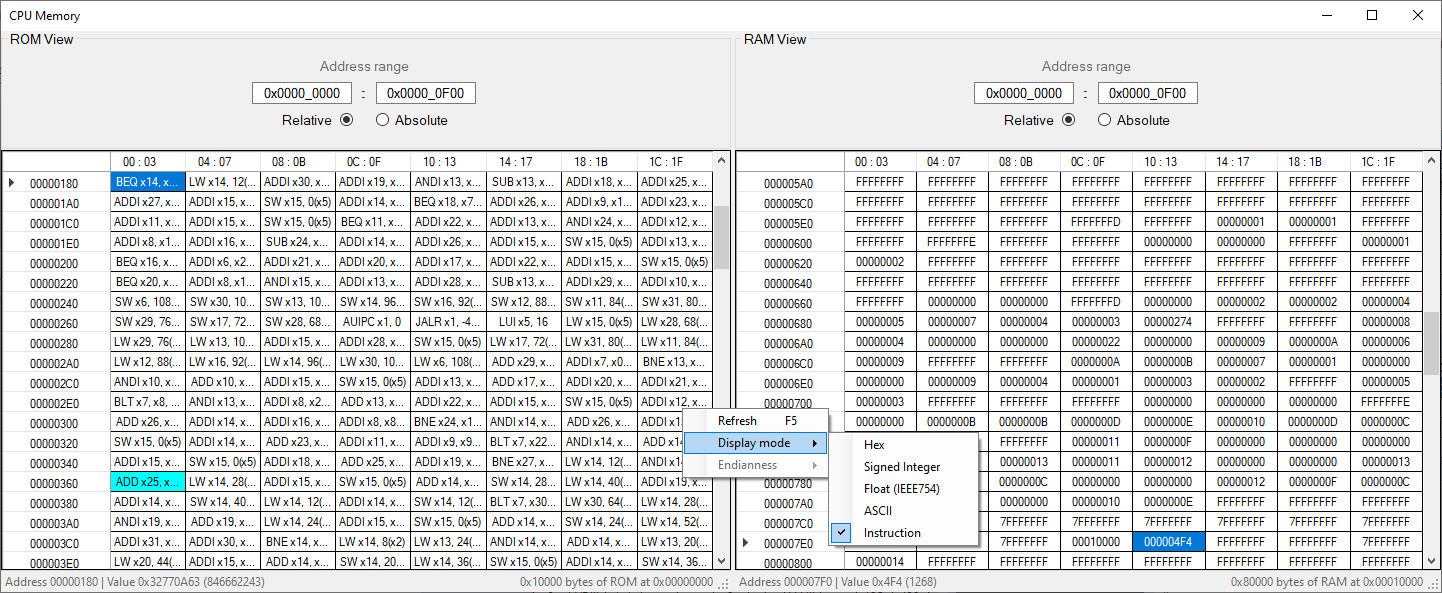 CPU Memory
ROM View
Address range
0x0000_0000 : 0x0000_0F00
Relative Absolute
00 : 03 04 : 07 08 : 0B 0C : 0F 10 : 13 14 : 17 18 : 1B 1C : 1F
00000180 BEQ x14, x... LW x14, 12(... ADDI x30, x... ADDI x19, x... ANDI x13, x... SUB x13, x... ADDI x18, x... ADDI x25, x...
000001A0 ADDI x27, x... ADDI x15, x... SW x15, 0(x5) ADDI x14, x... BEQ x18, x7... ADDI x26, x... ADDI x9, x1... ADDI x23, x...
000001C0 ADDI x11, x... ADDI x15, x... SW x15, 0(x5) BEQ x11, x... ADDI x22, x... ADDI x13, x... ANDI x24, x... ADDI x12, x...
000001E0 ADDI x8, x1... ADDI x16, x... SUB x24, x... ADDI x14, x... ADDI x26, x... ADDI x15, x... SW x15, 0(x5) ADDI x13, x...
00000200 BEQ x16, x... ADDI x6, x2... ADDI x21, x... ADDI x20, x... ADDI x17, x... ADDI x22, x... ADDI x15, x... SW x15, 0(x5)
00000220 BEQ x20, x... ADDI x8, x1... ANDI x15, x... ADDI x13, x... ADDI x28, x... SUB x13, x... ADDI x29, x... ADDI x10, x...
00000240 SW x6, 108... SW x30, 10... SW x13, 10... SW x14, 96... SW x16, 92(... SW x12, 88... SW x11, 84(... SW x31, 80...
00000260 SW x29, 76... SW x17, 72... SW x28, 68... AUIPC x1, 0 JALR x1, -4... LUI x5, 16 LW x15, 0(x5) LW x28, 68(...
00000280 LW x29, 76(... LW x13, 10... ADDI x15, x... ADDI x28, x... SW x15, 0(x5) LW x17, 72(... LW x31, 80(... LW x11, 84(...
000002A0 LW x12, 88(... LW x16, 92(... LW x14, 96(... LW x30, 10... LW x6, 108(... ADD x29, x... ADDI x7, x0... BNE x13, x...
000002C0 ANDI x10, x... ADD x10, x... ADDI x15, x... SW x15, 0(x5) ADDI x13, x... ADD x17, x... ADDI x20, x... ADDI x21, x...
000002E0 BLT x7, x8, ... ANDI x13, x... ADDI x8, x2... ADD x13, x... ADDI x22, x... ADDI x15, x... SW x15, 0(x5) ADDI x12, x...
00000300 ADD x26, x... ADDI x14, x... ADD x26, x... ADDI x8, x8... BNE x24, x1... ANDI x14, x... ADD x26, x...
00000320 SW x15, 0(x5) ADDI x14, x... ADD x23, x... ADDI x11, x... ADDI x9, x9... BLT x7, x22... ANDI x14, x...
00000340 ADDI x15, x... SW x15, 0(x5) ADDI x18, x... ADD x25, x... ADDI x19, x... BNE x27, x... LW x14, 12(... ANDI x14, x...
00000360 ADD x25, x... LW x14, 28(... ADDI x15, x... SW x15, 0(x5) ADD x14, x... SW x14, 28... LW x14, 40(... ADDI x19, x...
00000380 ADDI x14, x... SW x14, 40... LW x14, 12(... ADDI x14, x... SW x14, 12(... BLT x7, x30... LW x30, 64(... LW x14, 28(...
000003A0 ANDI x19, x... ADD x19, x... LW x14, 24(... ADDI x15, x... SW x15, 0(x5) ADD x14, x... SW x14, 24(... LW x14, 52(...
000003C0 ADDI x31, x... ADDI x30, x... BNE x14, x... LW x14, 8(x2) LW x13, 24(... ANDI x14, x... ADD x14, x... LW x13, 20(...
000003E0 LW x20, 44(... ADDI x15, x... ADD x14, x... SW x14, 20... LW x14, 36(... SW x15, 0(x5) ADD x14, x... SW x14, 36(...
Address 00000180 | Value 0x32770A63 (846662243) 0x10000 bytes of ROM at 0x00000000
Refresh F5
Display mode
Endianness
Hex
Signed Integer
Float (IEEE754)
ASCII
Instruction
RAM View
Address range
0x0000_0000 : 0x0000_0F00
Relative Absolute
00 : 03 04 : 07 08 : 0B 0C : 0F 10 : 13 14 : 17 18 : 1B 1C : 1F
000005A0 FFFFFFFF FFFFFFFF FFFFFFFF FFFFFFFF FFFFFFFF FFFFFFFF FFFFFFFF FFFFFFFF
000005C0 FFFFFFFF FFFFFFFF FFFFFFFF FFFFFFFF FFFFFFFF FFFFFFFF FFFFFFFF FFFFFFFF
000005E0 FFFFFFFF FFFFFFFF FFFFFFFF FFFFFFFD FFFFFFFF 00000001 00000001 FFFFFFFF
00000600 FFFFFFFF FFFFFFFE FFFFFFFF FFFFFFFF 00000000 00000000 FFFFFFFF 00000001
00000620 00000002 FFFFFFFF FFFFFFFF FFFFFFFF FFFFFFFF FFFFFFFF FFFFFFFF FFFFFFFF
00000640 FFFFFFFF FFFFFFFF FFFFFFFF FFFFFFFF FFFFFFFF FFFFFFFF FFFFFFFF FFFFFFFF
00000660 FFFFFFFF 00000000 00000000 FFFFFFFD 00000000 00000002 00000002 00000004
00000680 00000005 00000007 00000004 00000003 00000274 FFFFFFFF FFFFFFFF 00000008
000006A0 00000004 00000000 00000000 00000022 00000000 00000009 0000000A 00000006
000006C0 00000009 FFFFFFFF FFFFFFFF 0000000A 0000000B 00000007 00000001 00000000
000006E0 00000000 00000009 00000004 00000001 00000003 00000002 FFFFFFFF 00000005
00000700 00000003 FFFFFFFF FFFFFFFF FFFFFFFF FFFFFFFF FFFFFFFF FFFFFFFF FFFFFFFE
00000000 0000000B 0000000B 0000000D 0000000E 00000010 0000000D 0000000C
FFFFFFFF 00000011 0000000F 00000000 00000000 00000000
00000013 00000011 00000012 00000000 00000000 00000013
00000780 0000000C 00000000 00000000 00000012 0000000F 0000000C
000007A0 00000000 00000010 0000000E FFFFFFFF FFFFFFFF FFFFFFFF
000007C0 7FFFFFFF 7FFFFFFF 7FFFFFFF 7FFFFFFF 7FFFFFFF 7FFFFFFF
000007E0 7FFFFFFF 00010000 000004F4 FFFFFFFF FFFFFFFF 7FFFFFFF
00000800 00000014 FFFFFFFF FFFFFFFF FFFFFFFF FFFFFFFF FFFFFFFF FFFFFFFF FFFFFFFF
Address 000007F0 | Value 0x4F4 (1268) 0x80000 bytes of RAM at 0x00010000